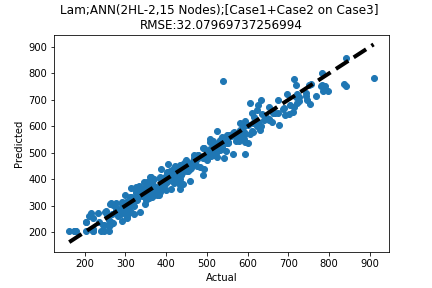 Lam;ANN(2HL-2,15 Nodes);[Case1+Case2 on Case3]
RMSE:32.07969737256994
900
800
700
600
500
400
300
200
Predicted
200 300 400 500 600 700 800 900
Actual